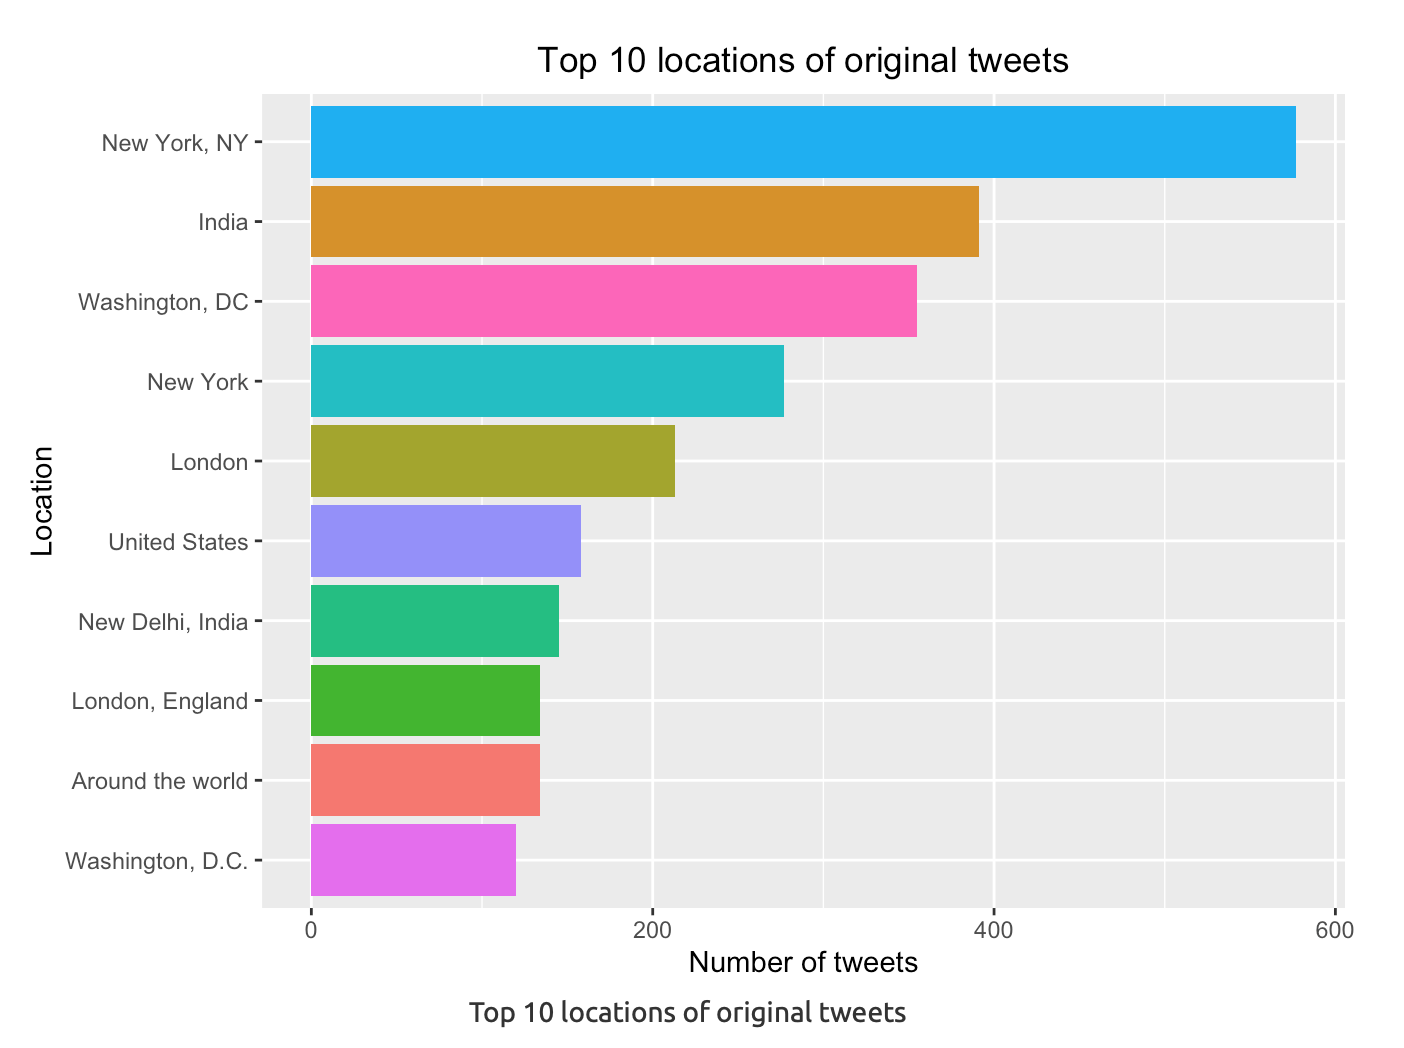 Top 10 locations of original tweets
New York, NY
India
Washington, DC
New York
London
United States
New Delhi, India
London, England
Around the world
Washington, D.C.
Location
0 200 400 600
Number of tweets
Top 10 locations of original tweets